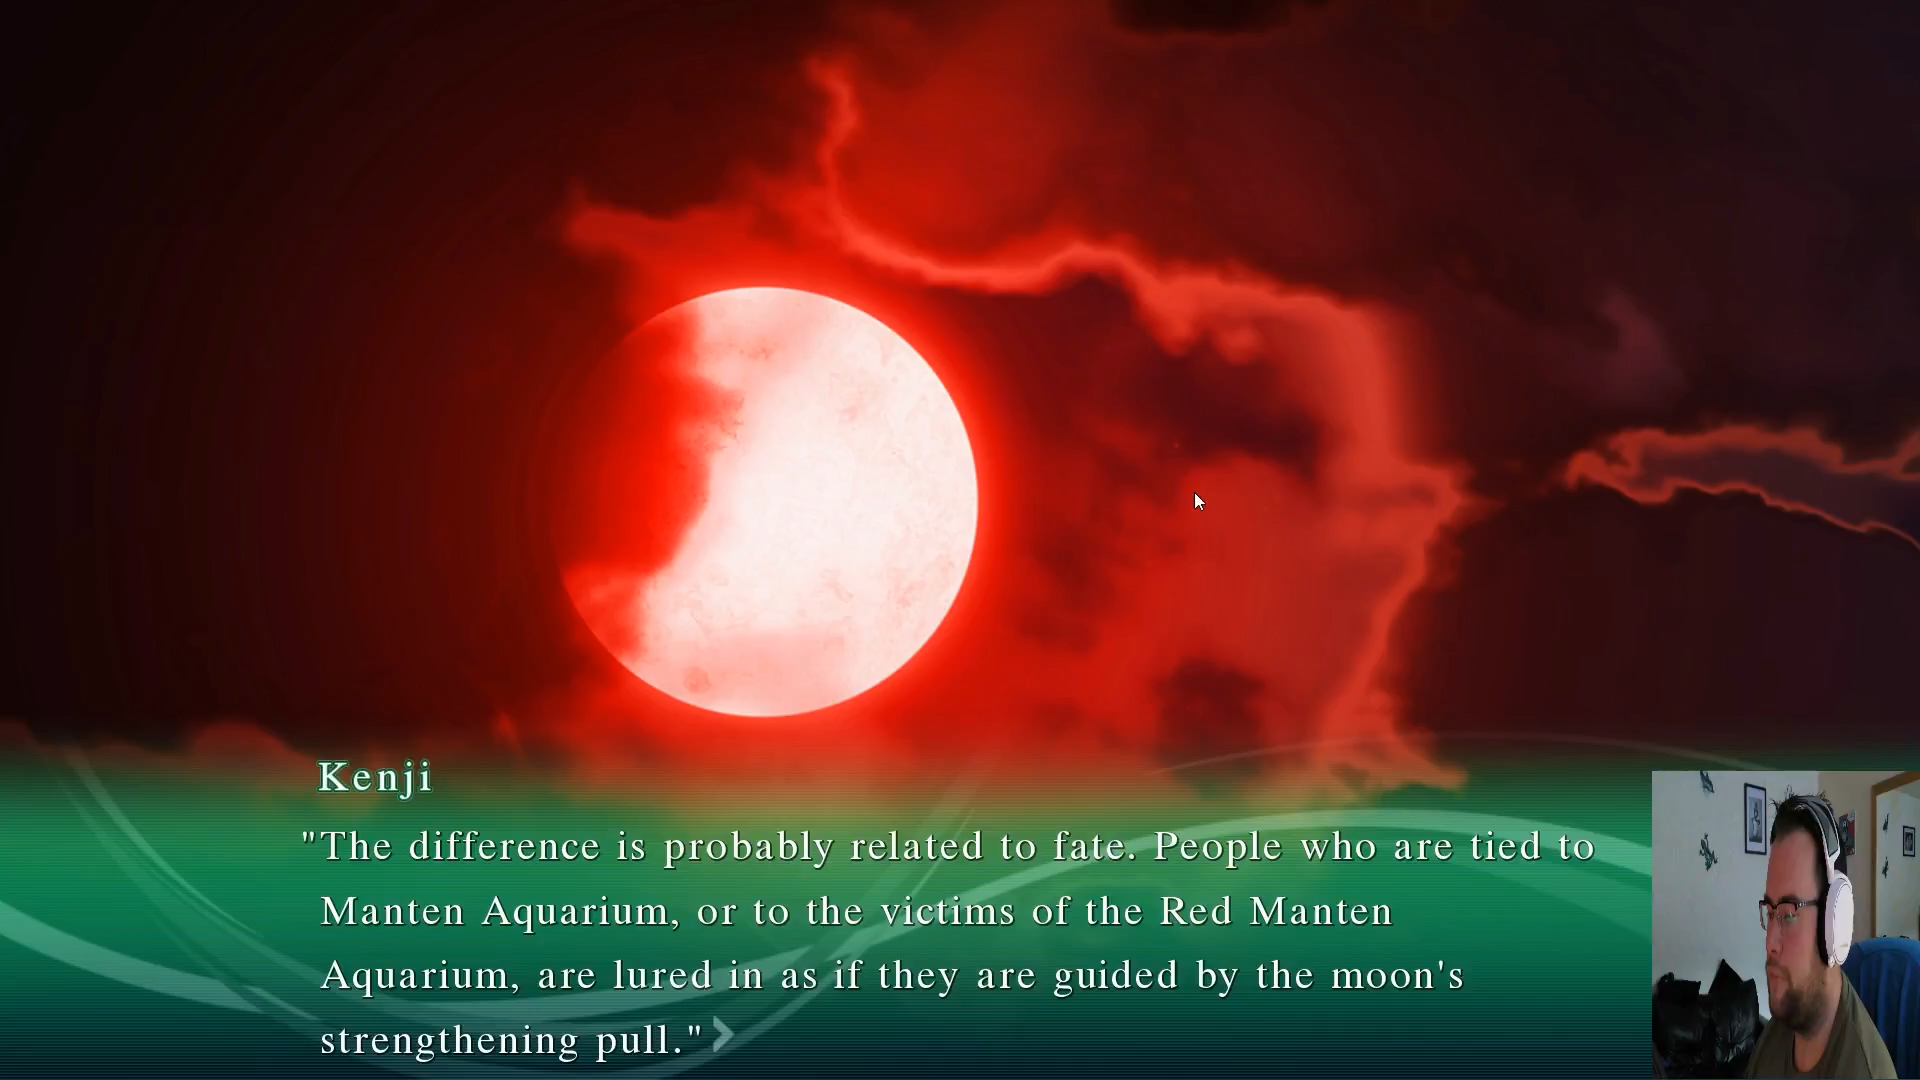 Kenji
"The difference is probably related to fate. People who are tied to
Manten Aquarium, or to the victims of the Red Manten
Aquarium, are lured in as if they are guided by the moon's
strengthening pull."